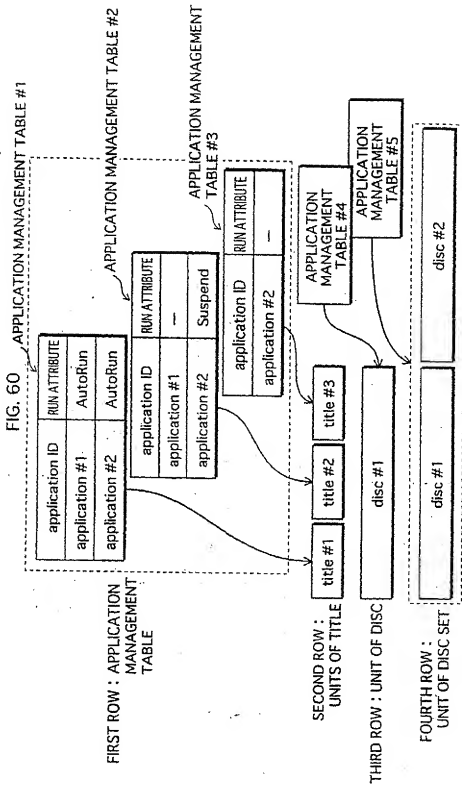 FIG. 60
APPLICATION MANAGEMENT TABLE #1
APPLICATION MANAGEMENT TABLE #2
APPLICATION MANAGEMENT
TABLE #3
FIRST ROW : APPLICATION
MANAGEMENT
TABLE
application ID RUN ATTRIBUTE
application #1 AutoRun
application #2 AutoRun
application ID RUN ATTRIBUTE
application #1 —
application #2 Suspend
application ID RUN ATTRIBUTE
application #2 —
SECOND ROW :
UNITS OF TITLE
title #1 title #2 title #3
APPLICATION
MANAGEMENT
TABLE #4
APPLICATION
MANAGEMENT
TABLE #5
THIRD ROW : UNIT OF DISC
disc #1
FOURTH ROW :
UNIT OF DISC SET
disc #1 disc #2